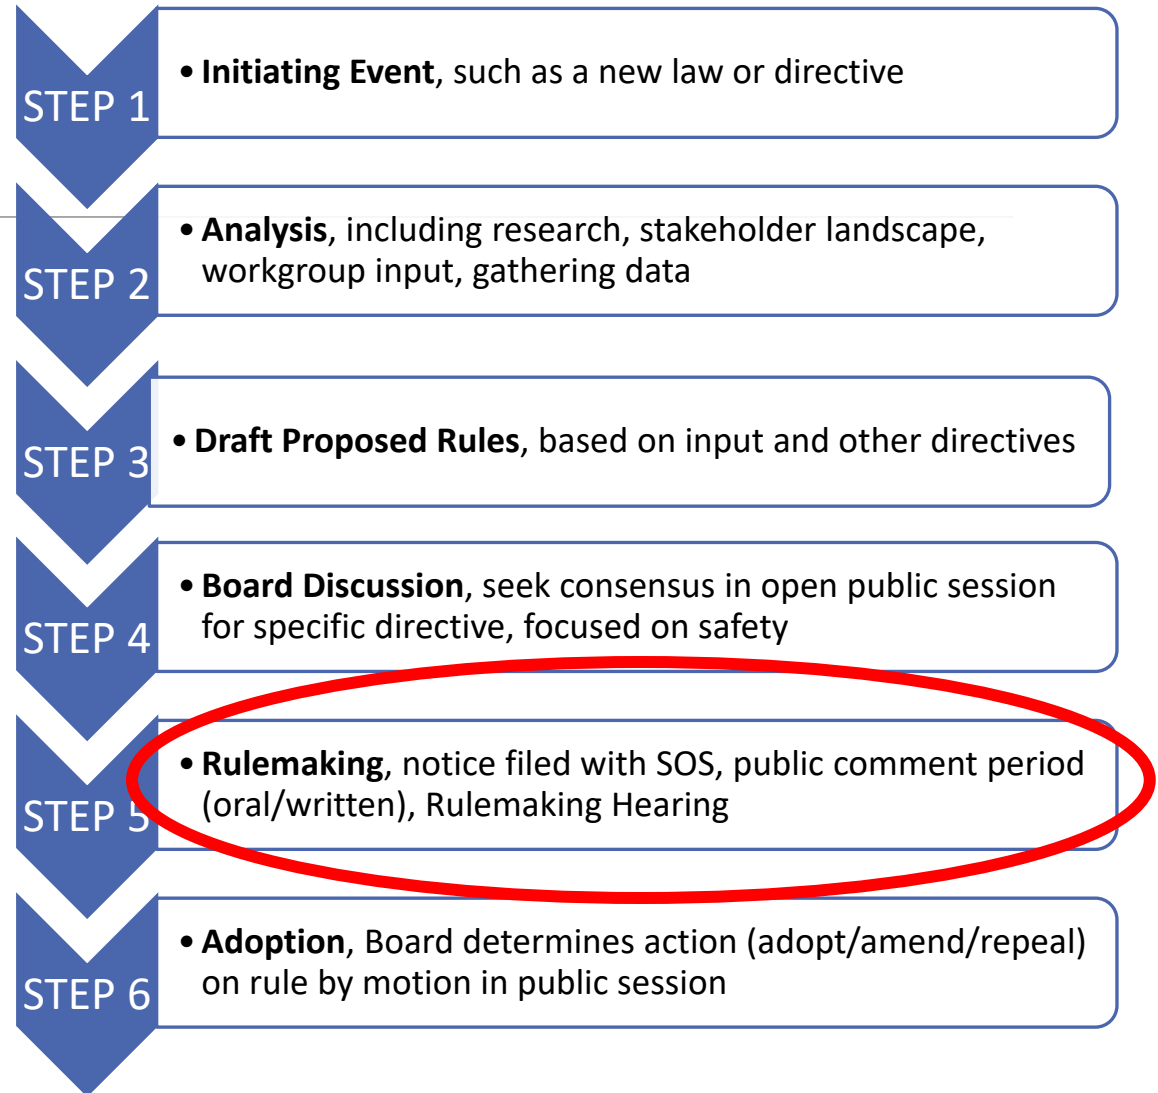 STEP 1
• Initiating Event, such as a new law or directive
STEP 2
• Analysis, including research, stakeholder landscape,
workgroup input, gathering data
STEP 3
• Draft Proposed Rules, based on input and other directives
STEP 4
• Board Discussion, seek consensus in open public session
for specific directive, focused on safety
STEP 5
• Rulemaking, notice filed with SOS, public comment period
(oral/written), Rulemaking Hearing
STEP 6
• Adoption, Board determines action (adopt/amend/repeal)
on rule by motion in public session